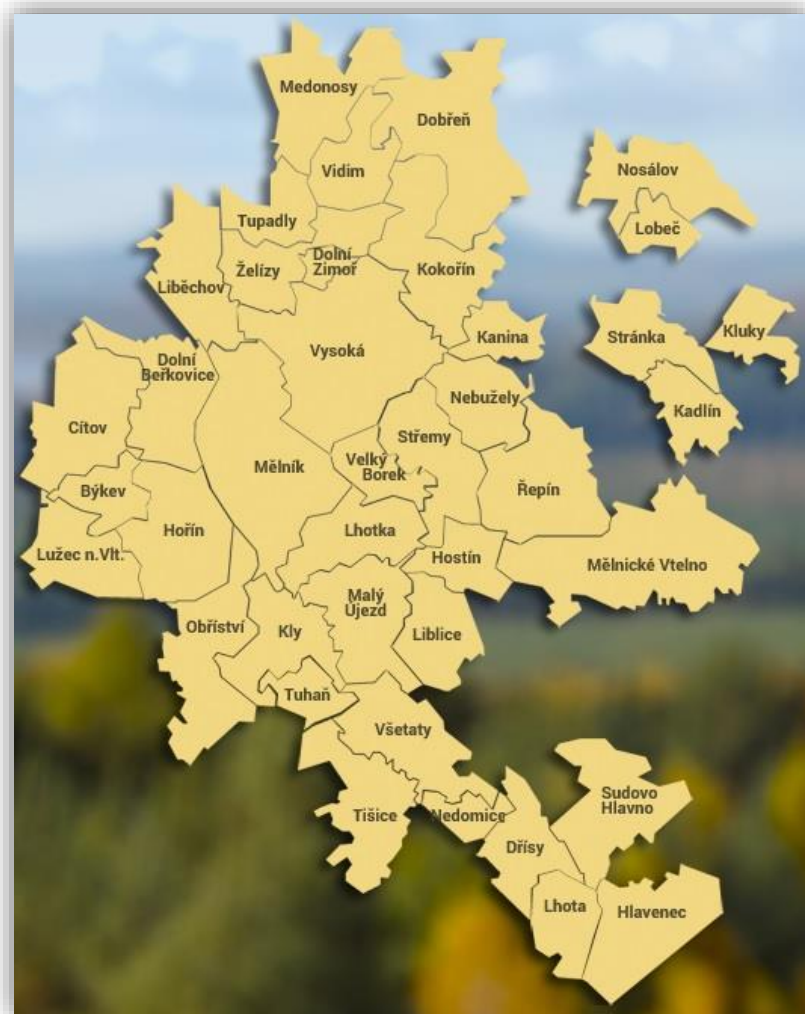 Medonosy
Dobřeň
Vidim
Nosálov
Tupadly
Lobeč
Dolní
Zimoř
Želízy
Kokořín
Liběchov
Stránka
Kluky
Kanina
Vysoká
Dolní
Beřkovice
Nebužely
Kadlín
Cítov
Střemy
Velký
Borek
Mělník
Býkev
Řepín
Hořín
Lhotka
Lužec n.Vlt.
Hostín
Mělnické Vtelno
Malý
Újezd
Obříství
Kly
Liblice
Tuhaň
Všetaty
Sudovo
Hlavno
Tišice
Nedomice
Dřísy
Lhota
Hlavenec